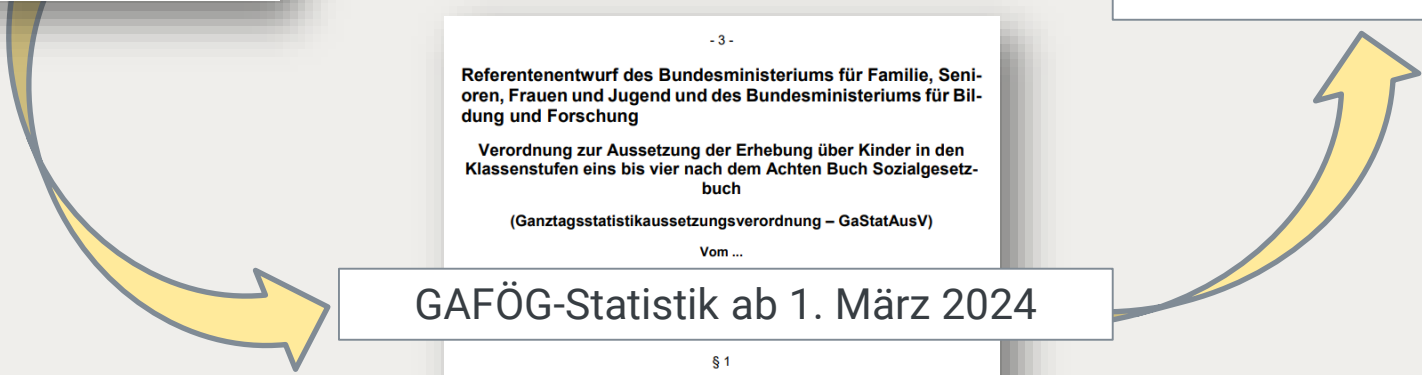 - 3 -
Referentenentwurf des Bundesministeriums für Familie, Seni-
oren, Frauen und Jugend und des Bundesministeriums für Bil-
dung und Forschung
Verordnung zur Aussetzung der Erhebung über Kinder in den
Klassenstufen eins bis vier nach dem Achten Buch Sozialgesetz-
buch
(Ganztagsstatistikaussetzungsverordnung – GaStatAusV)
Vom ...
GAFÖG-Statistik ab 1. März 2024
§ 1